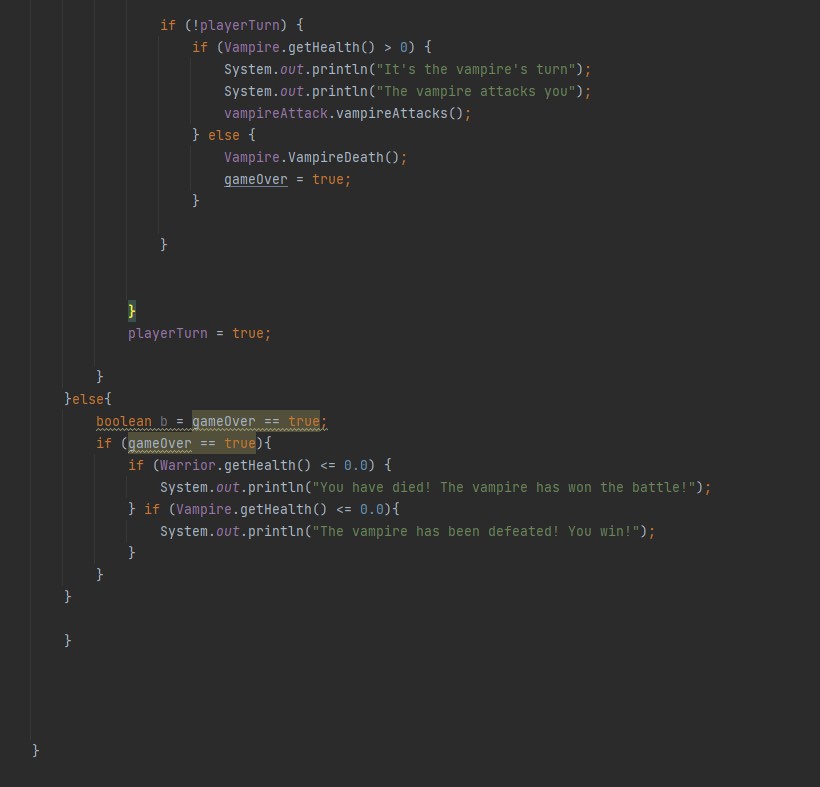 if (!playerTurn) {
if (Vampire.getHealth() > 0) {
System.out.println("It's the vampire's turn");
System.out.println("The vampire attacks you");
vampireAttack.vampireAttacks();
} else {
Vampire.VampireDeath();
gameOver = true;
}
}
}
playerTurn = true;
}
}else{
boolean b = gameOver == true;
if (gameOver == true){
if (Warrior.getHealth() <= 0.0) {
System.out.println("You have died! The vampire has won the battle!");
} if (Vampire.getHealth() <= 0.0){
System.out.println("The vampire has been defeated! You win!");
}
}
}
}
}